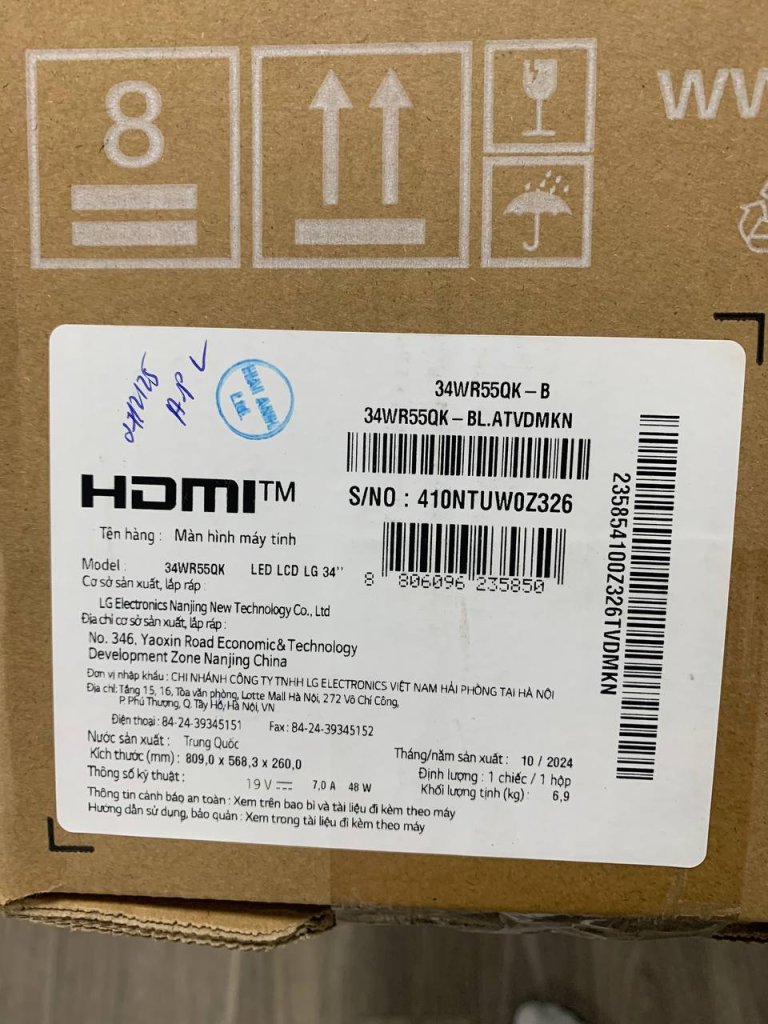 8
WV
HẢI ANH
Ltd.
34WR55QK – B
34WR55QK – BL.ATVDMKN
HDMI™
S/NO : 410NTUW0Z326
Tên hàng : Màn hình máy tính
8 806096 235850
235854100Z326TVDMKN
Model : 34WR55QK LED LCD LG 34''
Cơ sở sản xuất, lắp ráp :
LG Electronics Nanjing New Technology Co., Ltd
Địa chỉ cơ sở sản xuất, lắp ráp :
No. 346, Yaoxin Road Economic & Technology
Development Zone Nanjing China
Đơn vị nhập khẩu : CHI NHÁNH CÔNG TY TNHH LG ELECTRONICS VIỆT NAM HẢI PHÒNG TẠI HÀ NỘI
Địa chỉ: Tầng 15, 16, Tòa văn phòng, Lotte Mall Hà Nội, 272 Võ Chí Công,
P. Phú Thượng, Q. Tây Hồ, Hà Nội, VN
Điện thoại : 84-24-39345151 Fax : 84-24-39345152
Nước sản xuất : Trung Quốc
Tháng/năm sản xuất : 10 / 2024
Kích thước (mm) : 809,0 x 568,3 x 260,0
Định lượng : 1 chiếc / 1 hộp
Thông số kỹ thuật : 19 V 7,0 A 48 W
Khối lượng tịnh (kg) : 6,9
Thông tin cảnh báo an toàn : Xem trên bao bì và tài liệu đi kèm theo máy
Hướng dẫn sử dụng, bảo quản : Xem trong tài liệu đi kèm theo máy